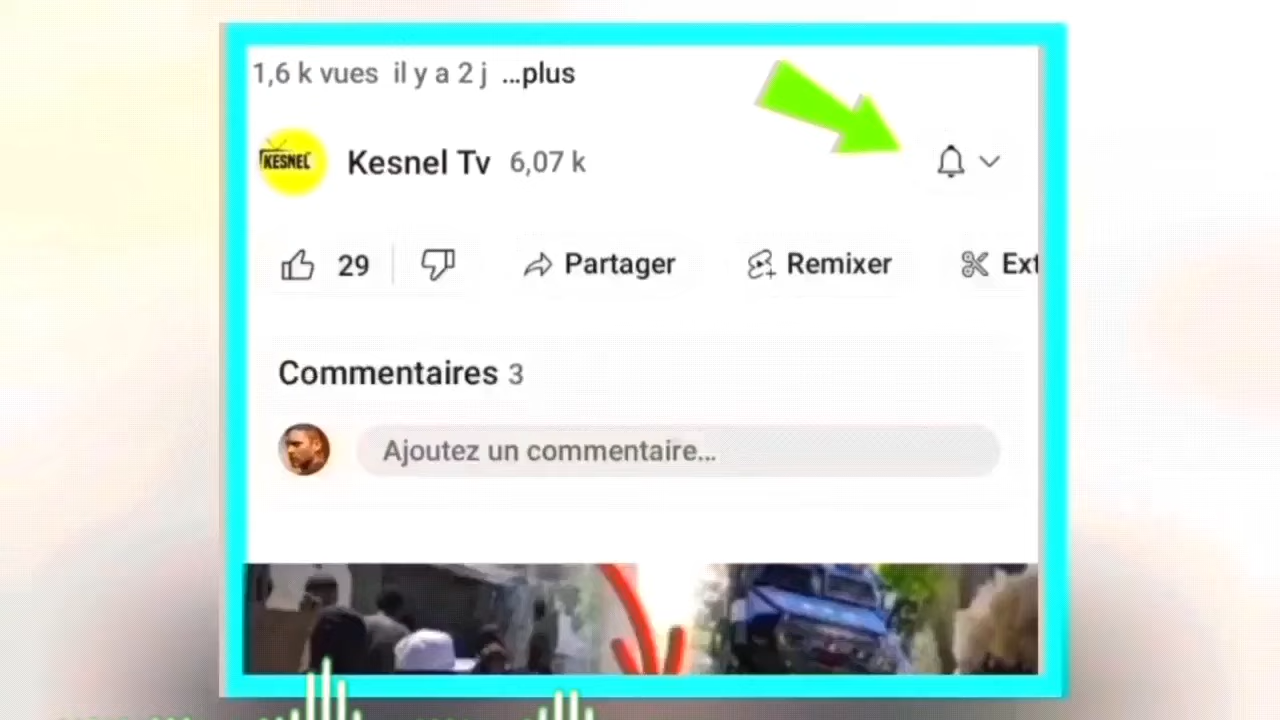 1,6 k vues il y a 2 j ...plus
KESNEL
Kesnel Tv 6,07 k
29
Partager
Remixer
Ext
Commentaires 3
Ajoutez un commentaire...